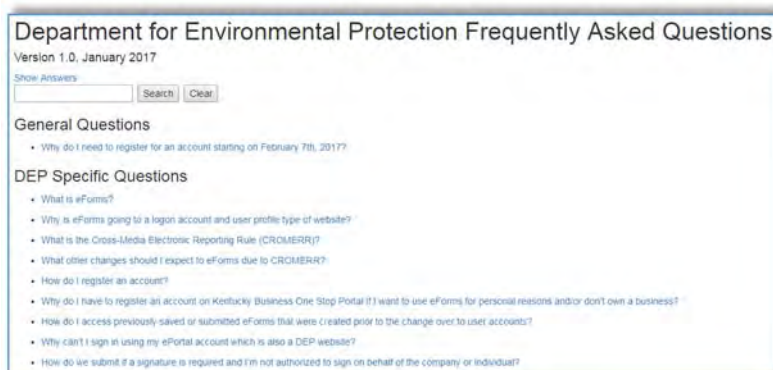 Department for Environmental Protection Frequently Asked Questions
Version 1.0, January 2017
Show Answers
Search Clear
General Questions
• Why do I need to register for an account starting on February 7th, 2017?
DEP Specific Questions
• What is eForms?
• Why is eForms going to a logon account and user profile type of website?
• What is the Cross-Media Electronic Reporting Rule (CROMERR)?
• What other changes should I expect to eForms due to CROMERR?
• How do I register an account?
• Why do I have to register an account on Kentucky Business One Stop Portal if I want to use eForms for personal reasons and/or don't own a business?
• How do I access previously saved or submitted eForms that were created prior to the change over to user accounts?
• Why can't I sign in using my ePortal account which is also a DEP website?
• How do we submit if a signature is required and I'm not authorized to sign on behalf of the company or individual?